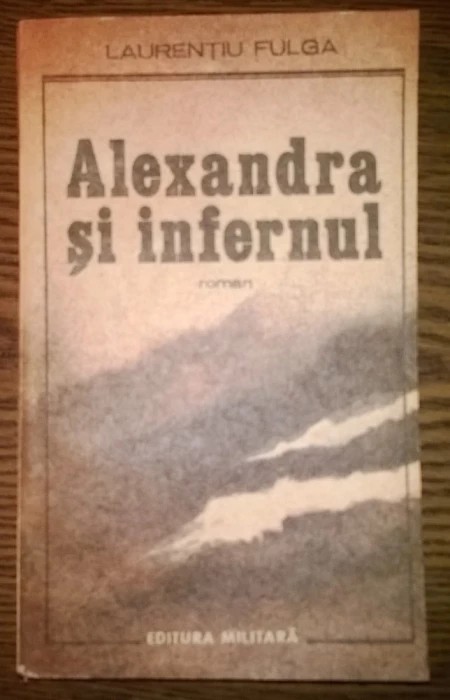 LAURENȚIU FULGA
Alexandra
și infernul
roman
EDITURA MILITARĂ